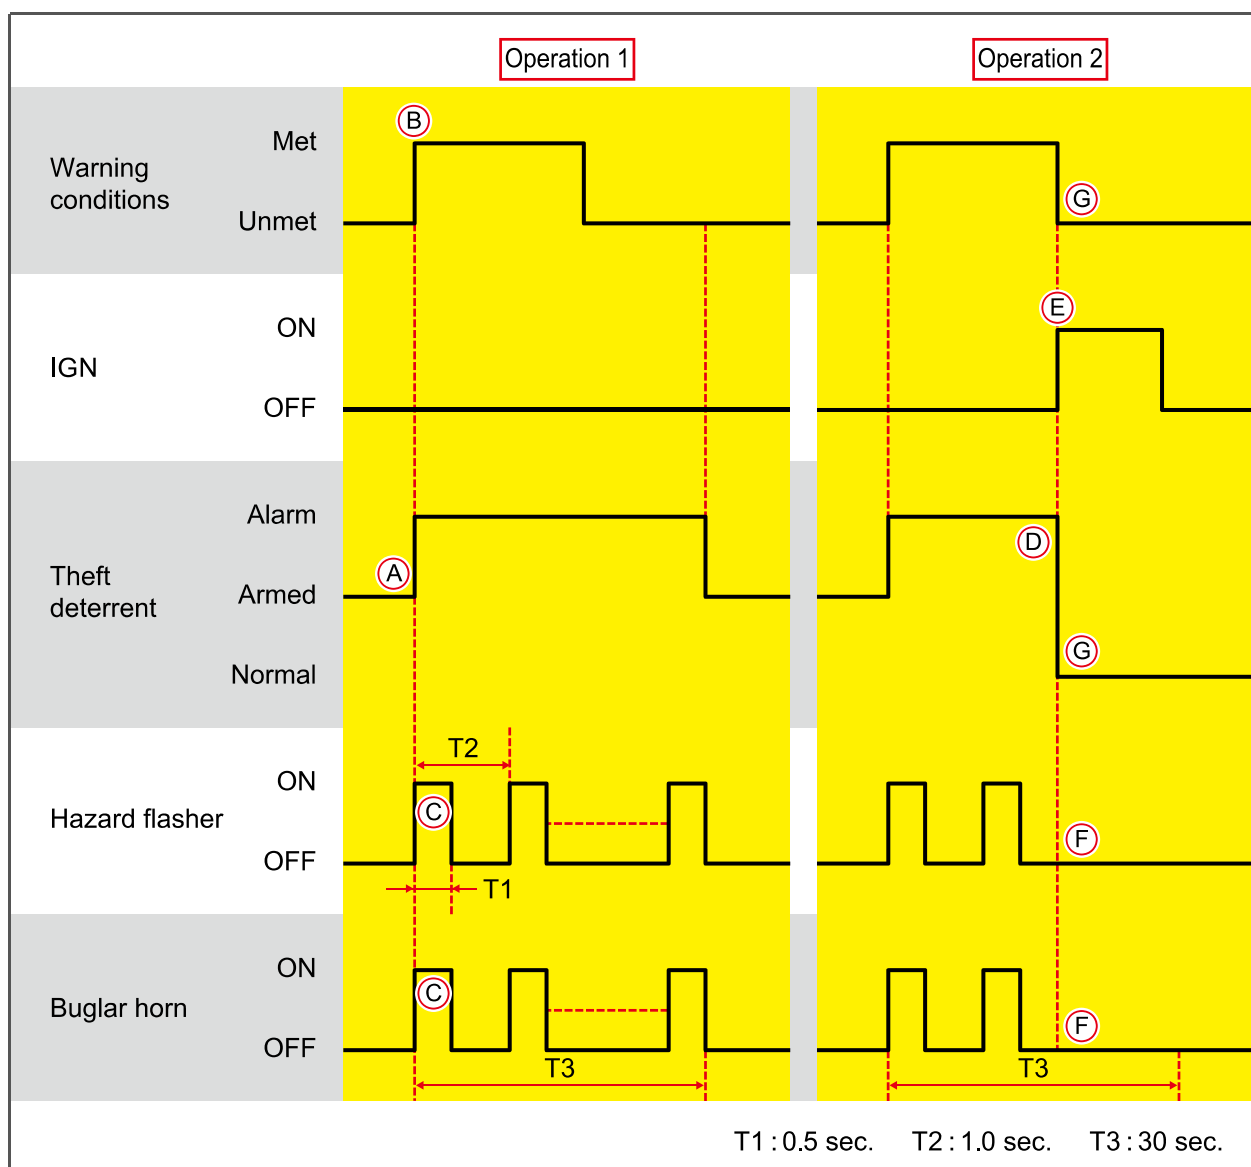 Operation 1
Operation 2
Warning
conditions
Met
Unmet
B
G
IGN
ON
OFF
E
Theft
deterrent
Alarm
Armed
Normal
A
D
G
Hazard flasher
ON
OFF
T2
C
T1
F
Buglar horn
ON
OFF
C
T3
F
T3
T1 : 0.5 sec. T2 : 1.0 sec. T3 : 30 sec.